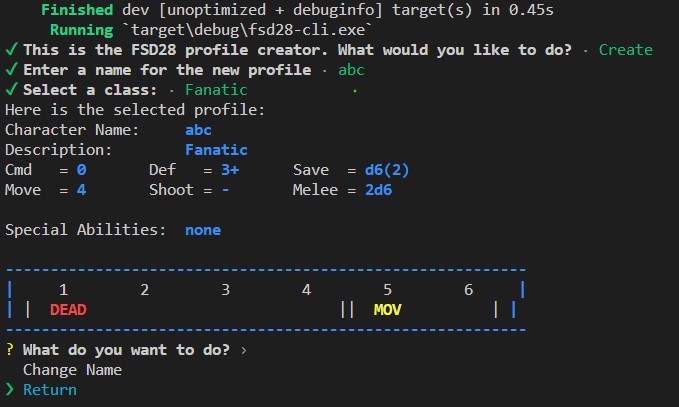 Finished dev [unoptimized + debuginfo] target(s) in 0.45s
Running `target\debug\fsd28-cli.exe`
✓ This is the FSD28 profile creator. What would you like to do? · Create
✓ Enter a name for the new profile · abc
✓ Select a class: · Fanatic
Here is the selected profile:
Character Name: abc
Description: Fanatic
Cmd = 0 Def = 3+ Save = d6(2)
Move = 4 Shoot = - Melee = 2d6
Special Abilities: none
----------------------------------------------------------
| 1 2 3 4 5 6 |
| | DEAD || MOV | |
----------------------------------------------------------
? What do you want to do? ›
Change Name
❯ Return